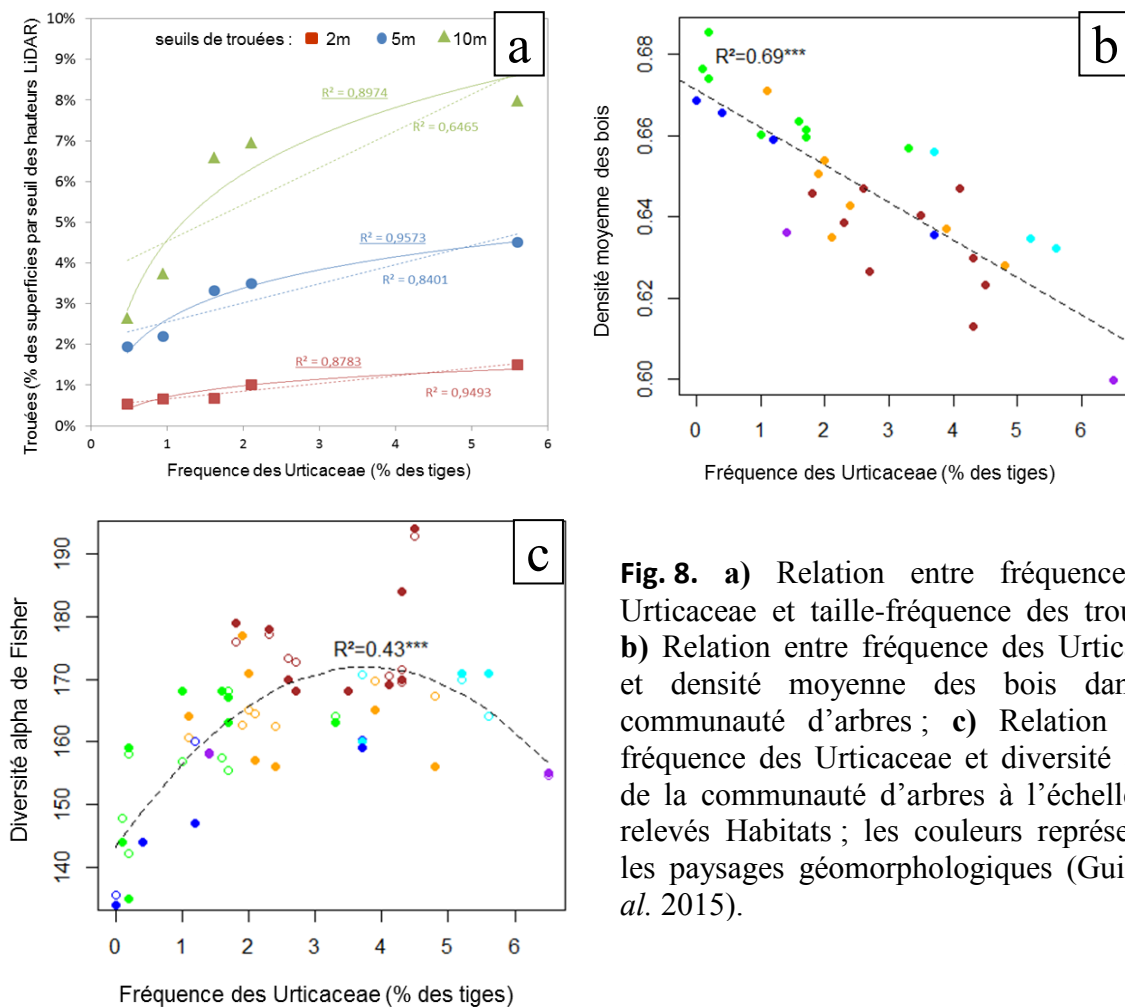 a
seuils de trouées : 2m 5m 10m
Trouées (% des superficies par seuil des hauteurs LiDAR)
10%
9%
8%
7%
6%
5%
4%
3%
2%
1%
0%
R² = 0,8974
R² = 0,6465
R² = 0,9573
R² = 0,8401
R² = 0,8783
R² = 0,9493
0 1 2 3 4 5 6
Frequence des Urticaceae (% des tiges)
b
R²=0.69***
Densité moyenne des bois
0.68
0.66
0.64
0.62
0.60
0 1 2 3 4 5 6
Fréquence des Urticaceae (% des tiges)
c
R²=0.43***
Diversité alpha de Fisher
190
180
170
160
150
140
0 1 2 3 4 5 6
Fréquence des Urticaceae (% des tiges)
Fig. 8. a) Relation entre fréquence
Urticaceae et taille-fréquence des trou
b) Relation entre fréquence des Urtica
et densité moyenne des bois dan
communauté d'arbres ; c) Relation
fréquence des Urticaceae et diversité
de la communauté d'arbres à l'échelle
relevés Habitats ; les couleurs représe
les paysages géomorphologiques (Gui
al. 2015).